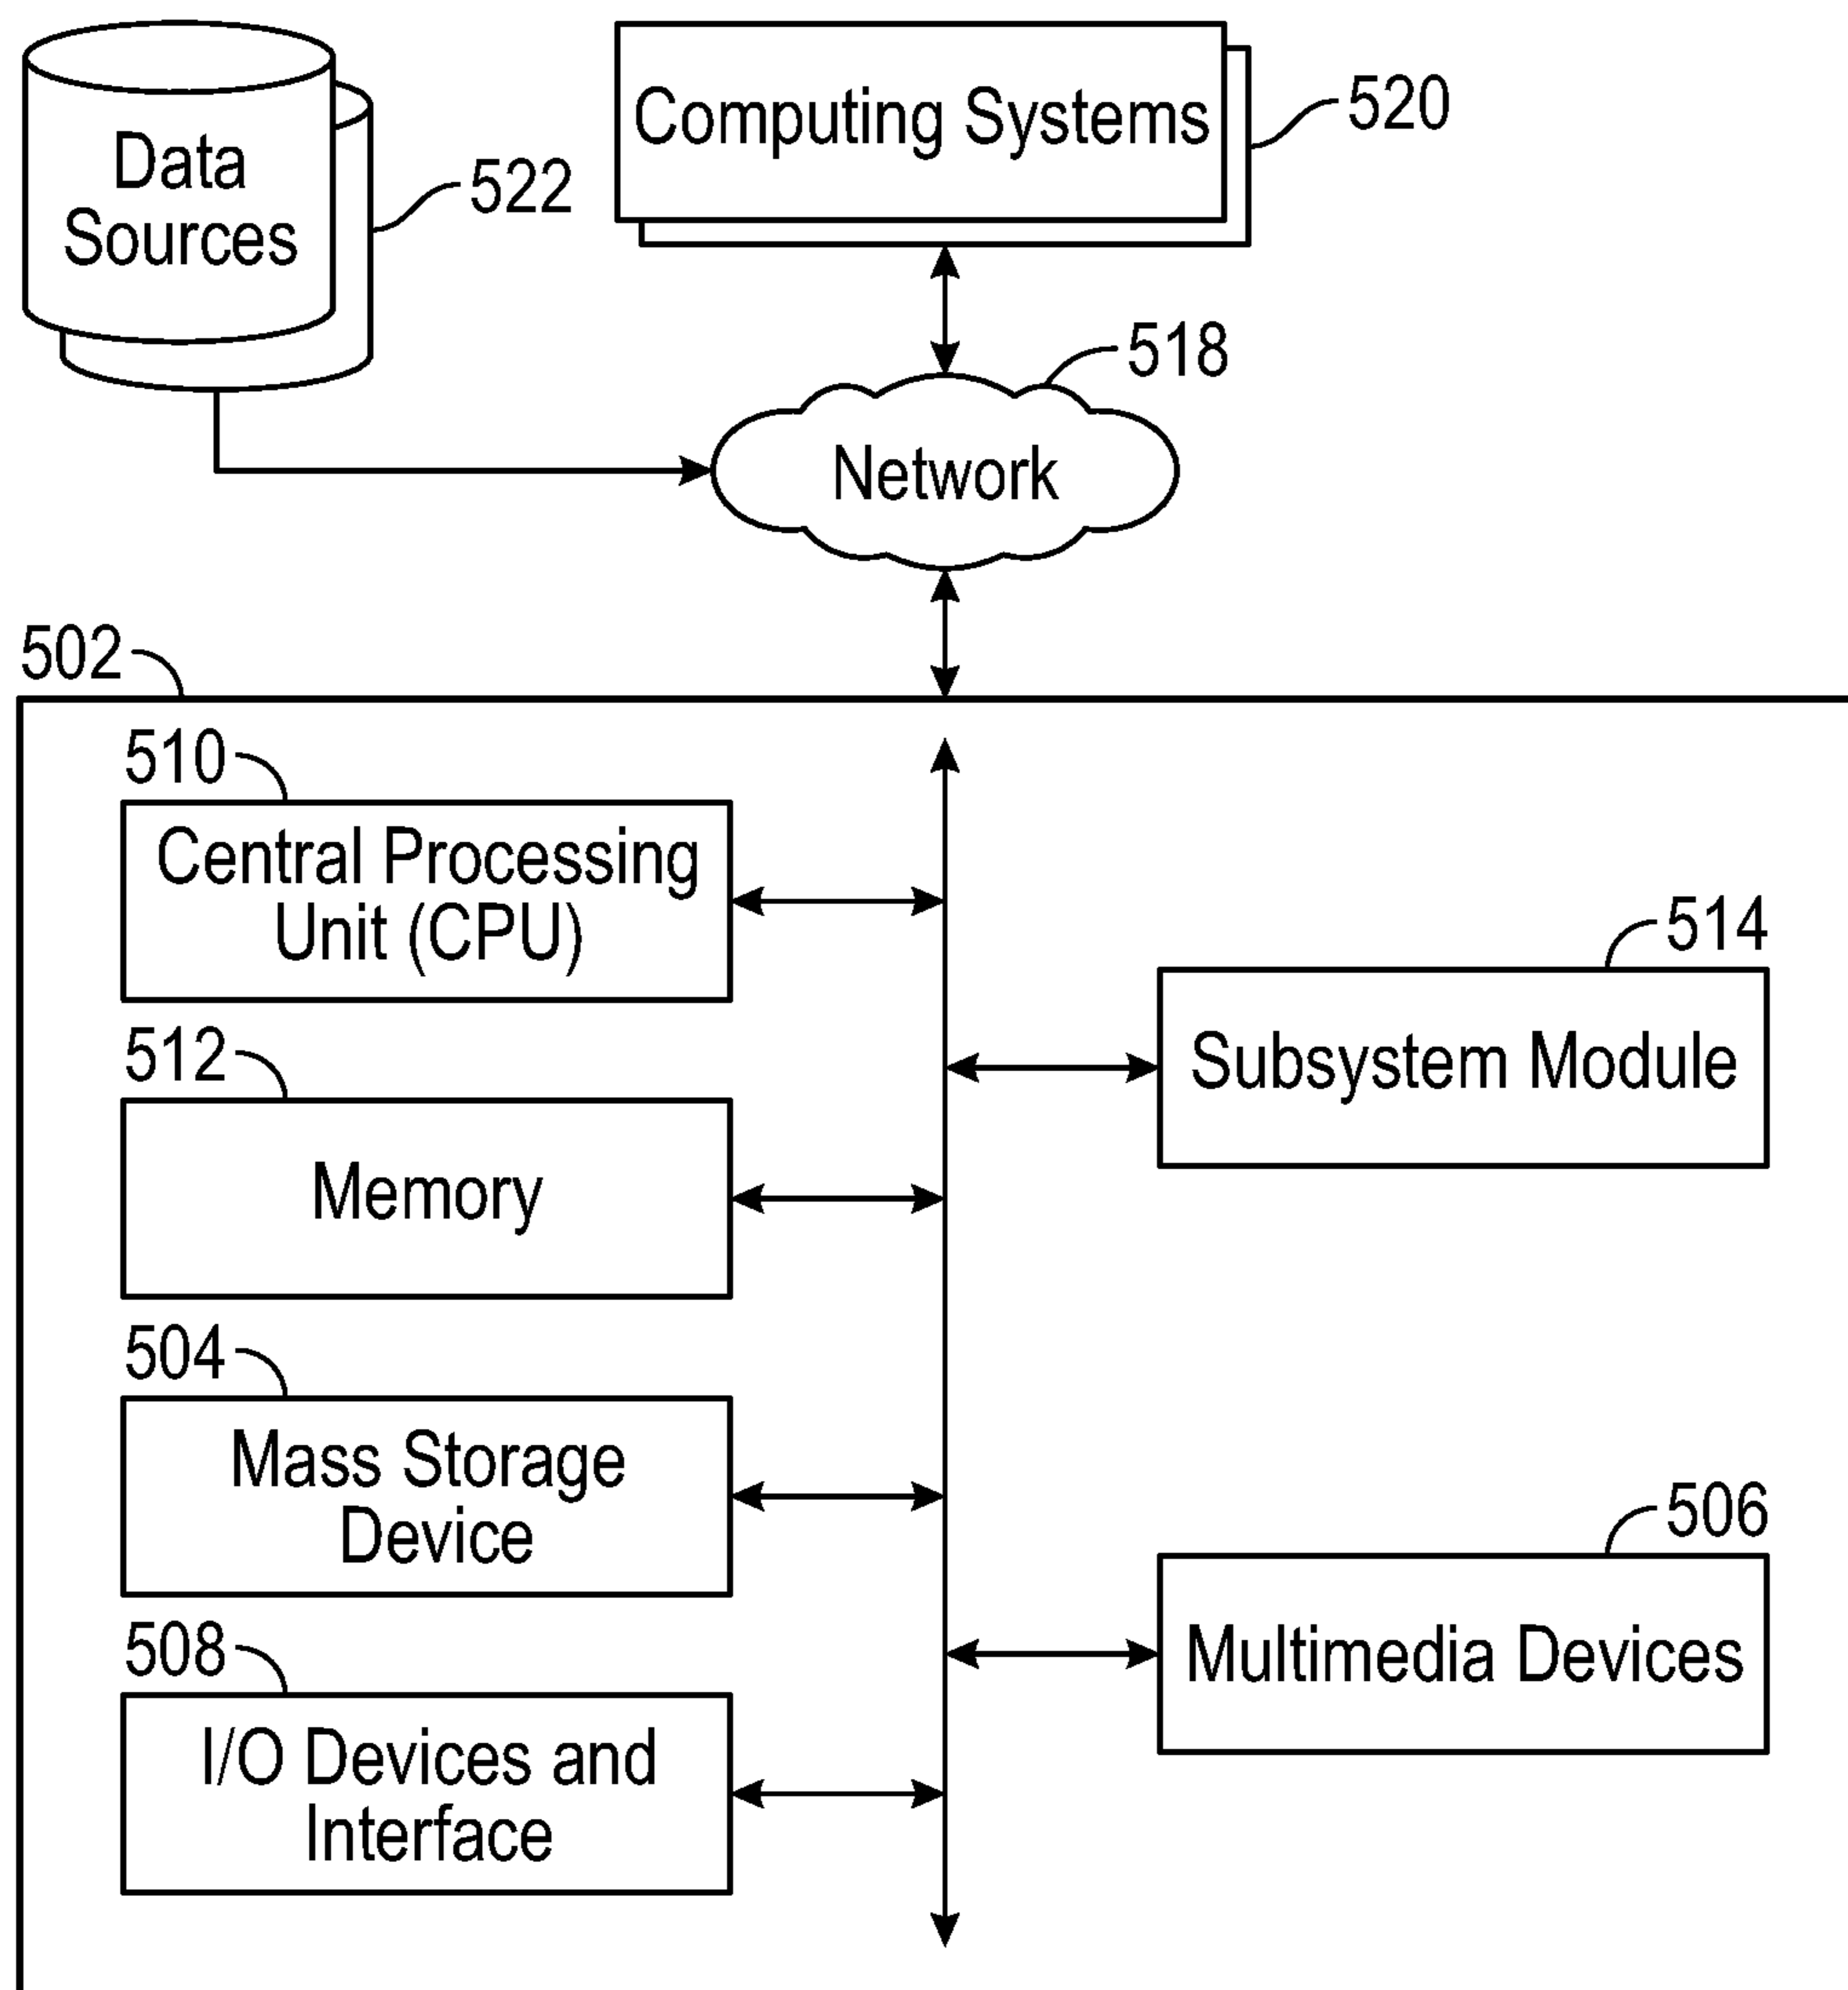 Data
Sources
522
Computing Systems
520
518
Network
502
510
Central Processing
Unit (CPU)
514
Subsystem Module
512
Memory
504
Mass Storage
Device
506
Multimedia Devices
508
I/O Devices and
Interface